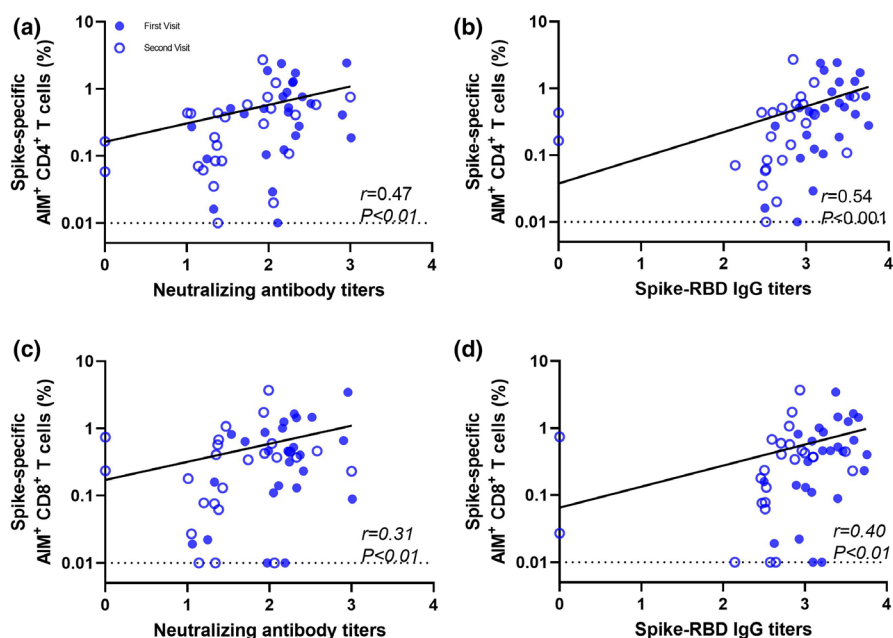 (a)
First Visit
Second Visit
Spike-specific
AIM⁺ CD4⁺ T cells (%)
10
1
0.1
0.01
r=0.47
P<0.01
0 1 2 3 4
Neutralizing antibody titers
(b)
Spike-specific
AIM⁺ CD4⁺ T cells (%)
10
1
0.1
0.01
r=0.54
P<0.001
0 1 2 3 4
Spike-RBD IgG titers
(c)
Spike-specific
AIM⁺ CD8⁺ T cells (%)
10
1
0.1
0.01
r=0.31
P<0.01
0 1 2 3 4
Neutralizing antibody titers
(d)
Spike-specific
AIM⁺ CD8⁺ T cells (%)
10
1
0.1
0.01
r=0.40
P<0.01
0 1 2 3 4
Spike-RBD IgG titers